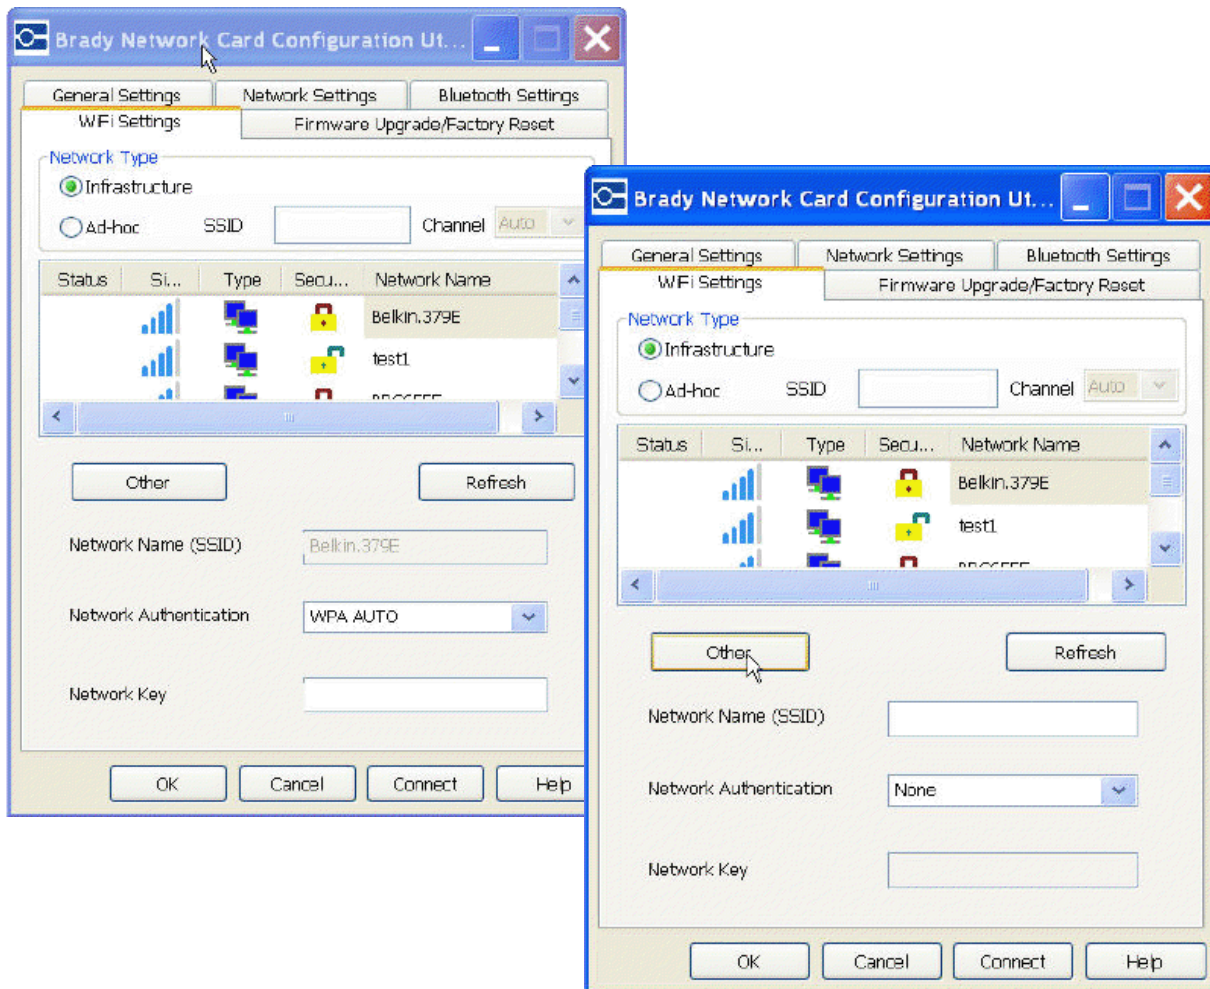 Brady Network Card Configuration Ut...
General Settings
Network Settings
Bluetooth Settings
WiFi Settings
Firmware Upgrade/Factory Reset
Network Type
Infrastructure
Ad-hoc
SSID
Channel
Auto
Status
Si...
Type
Secu...
Network Name
Belkin.379E
test1
Other
Refresh
Network Name (SSID)
Belkin.379E
Network Authentication
WPA AUTO
Network Key
OK
Cancel
Connect
Help
Brady Network Card Configuration Ut...
General Settings
Network Settings
Bluetooth Settings
WiFi Settings
Firmware Upgrade/Factory Reset
Network Type
Infrastructure
Ad-hoc
SSID
Channel
Auto
Status
Si...
Type
Secu...
Network Name
Belkin.379E
test1
Other
Refresh
Network Name (SSID)
Network Authentication
None
Network Key
OK
Cancel
Connect
Help